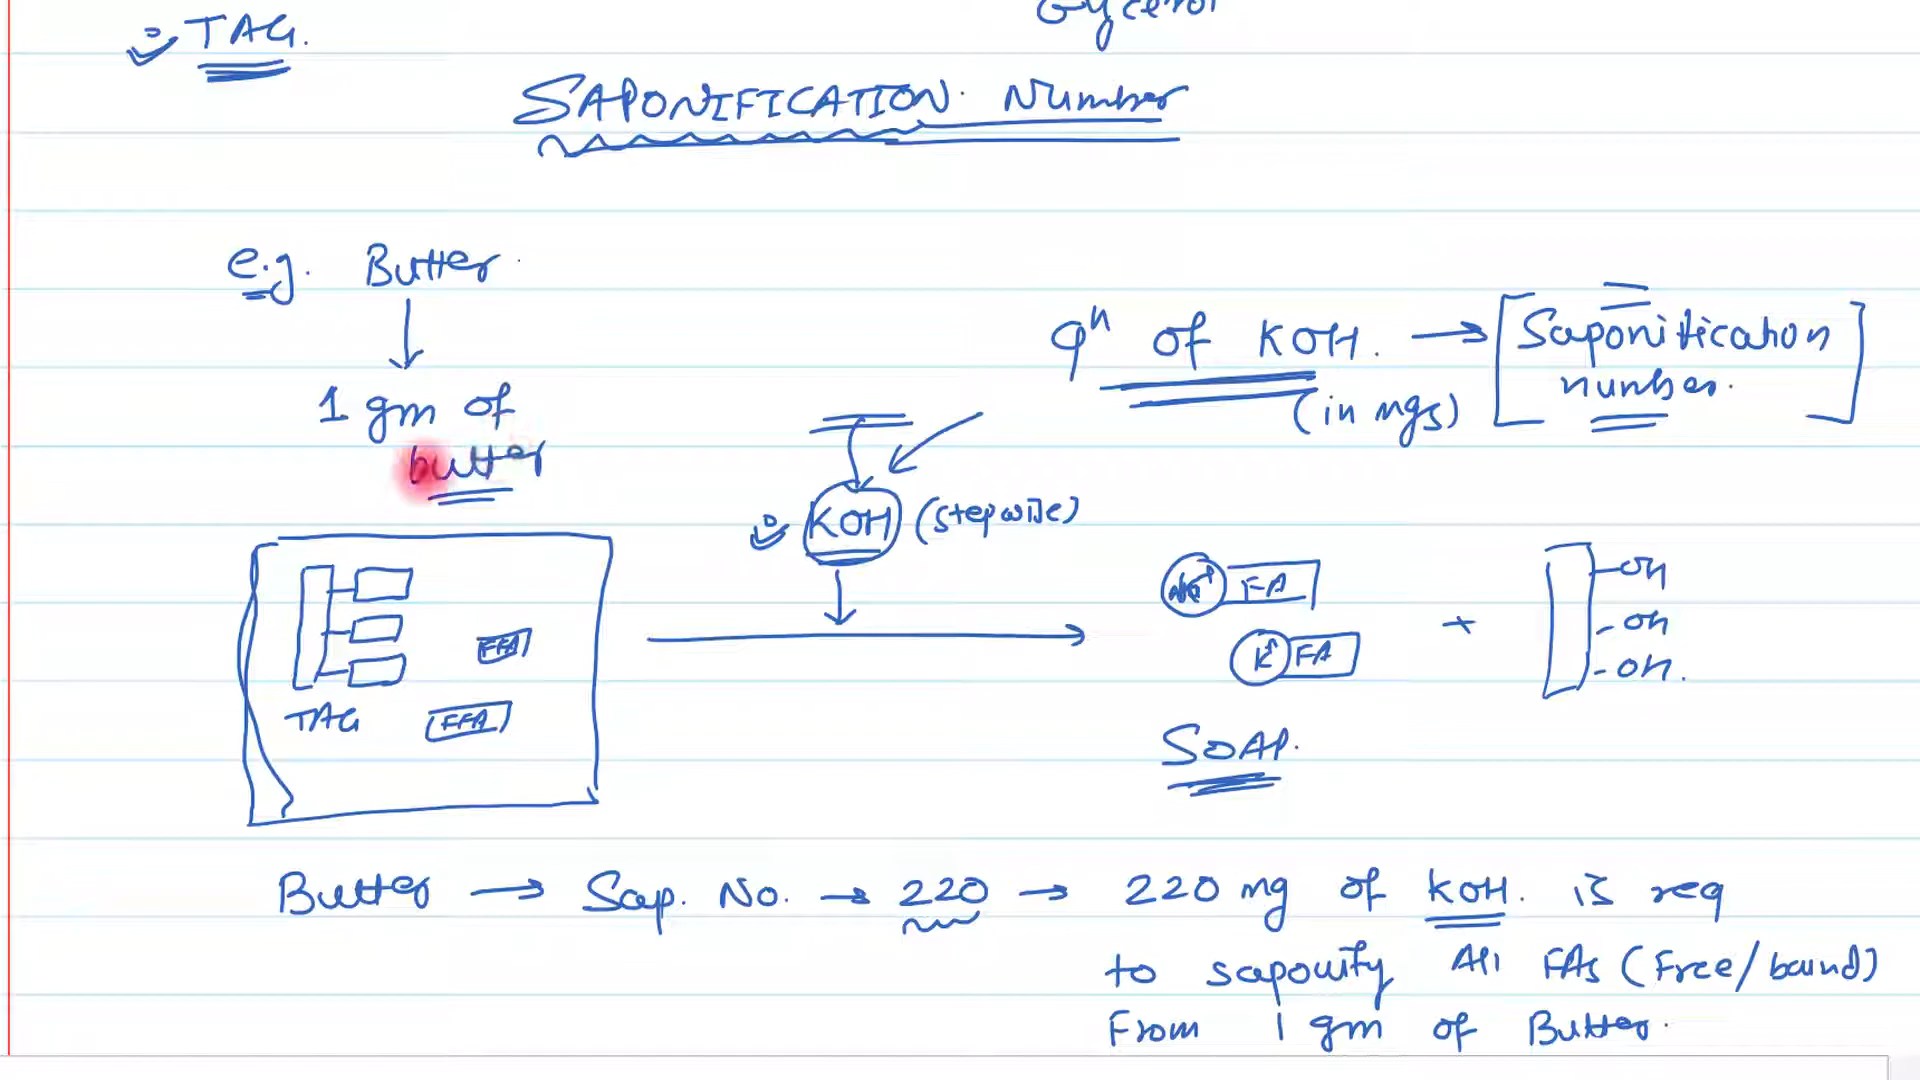 TAG.
Glycerol
SAPONIFICATION Number
e.g. Butter
1 gm of
butter
qn of KOH. → [Saponification
number.]
(in mgs)
KOH (stepwise)
FA
K+ FA
+
OH
- OH
- OH.
FFA
TAG
FFA
SOAP.
Butter → Sap. No. → 220 → 220 mg of KOH. is req
to saponify All FAs (Free/bound)
From 1 gm of Butter.